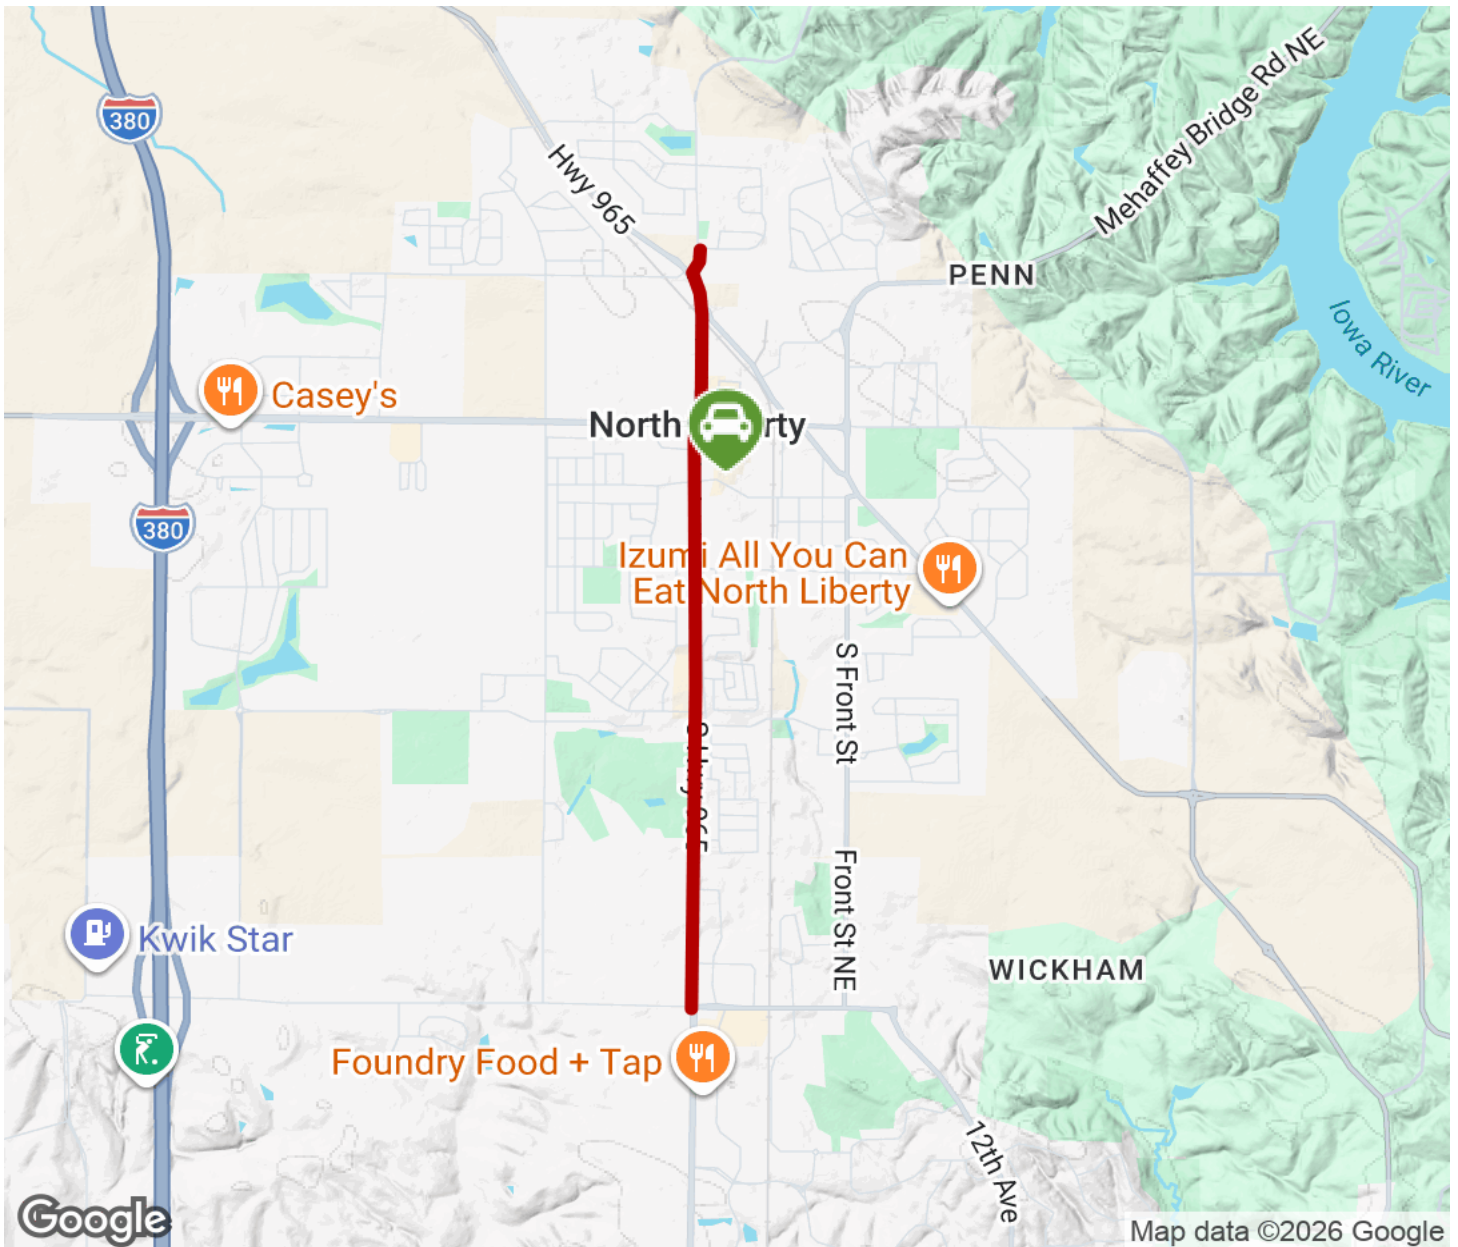 380
Hwy 965
Mehaffey Bridge Rd NE
PENN
Iowa River
Casey's
North rty
380
Izumi All You Can
Eat North Liberty
S Front St
S Hwy 965
Front St NE
Kwik Star
WICKHAM
Foundry Food + Tap
12th Ave
Google
Map data ©2026 Google